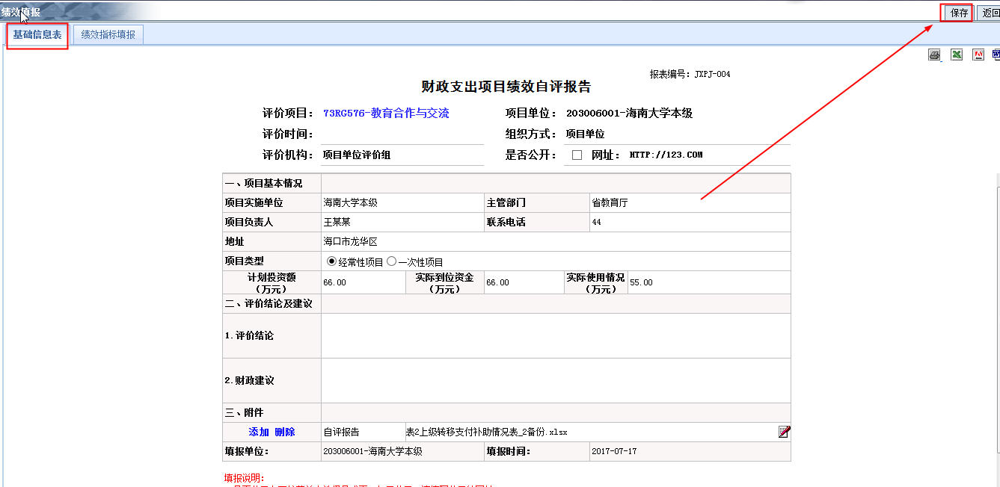 绩效填报 保存 返回
基础信息表 绩效指标填报
报表编号：JXPJ-004
财政支出项目绩效自评报告
评价项目： 73RG576-教育合作与交流 项目单位： 203006001-海南大学本级
评价时间： 组织方式： 项目单位
评价机构： 项目单位评价组 是否公开： 网址： HTTP://123.COM
一、项目基本情况
项目实施单位 海南大学本级 主管部门 省教育厅
项目负责人 王某某 联系电话 44
地址 海口市龙华区
项目类型 经常性项目 一次性项目
计划投资额（万元） 66.00 实际到位资金（万元） 66.00 实际使用情况（万元） 55.00
二、评价结论及建议
1.评价结论
2.财政建议
三、附件
添加 删除 自评报告 表2上级转移支付补助情况表_2备份.xlsx
填报单位： 203006001-海南大学本级 填报时间： 2017-07-17
填报说明：